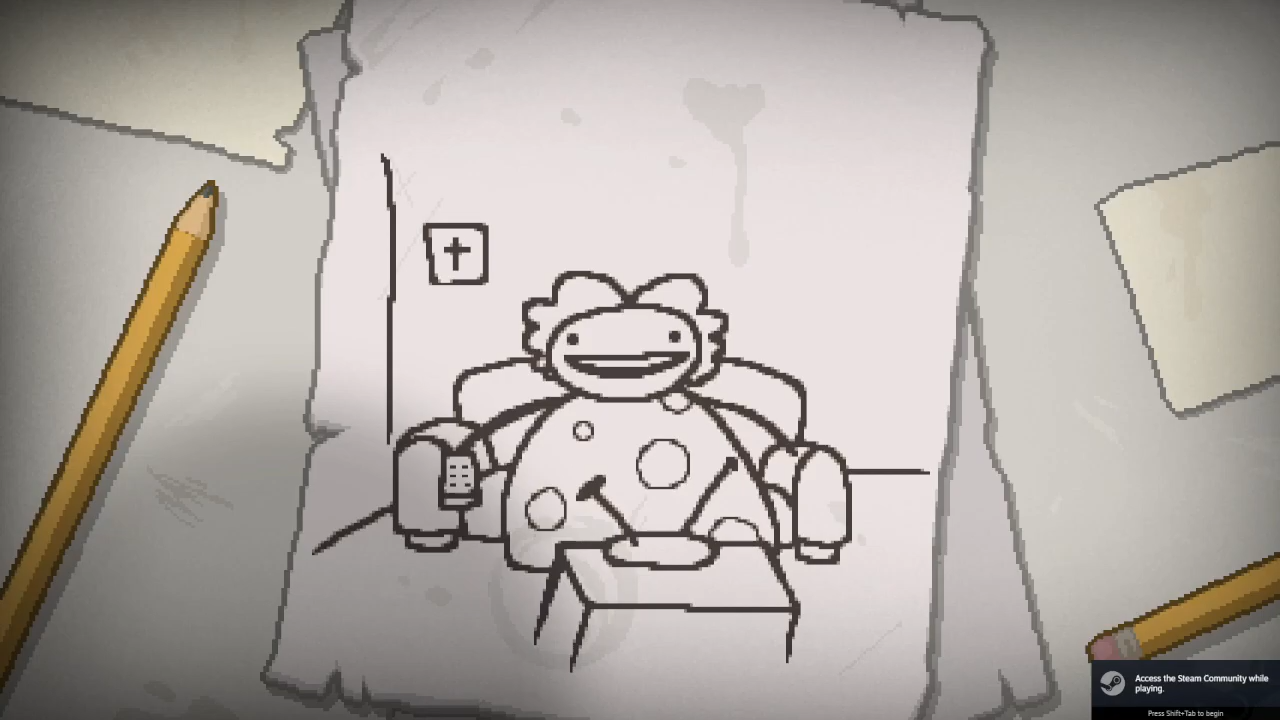 Access the Steam Community while
playing.
Press Shift+Tab to begin